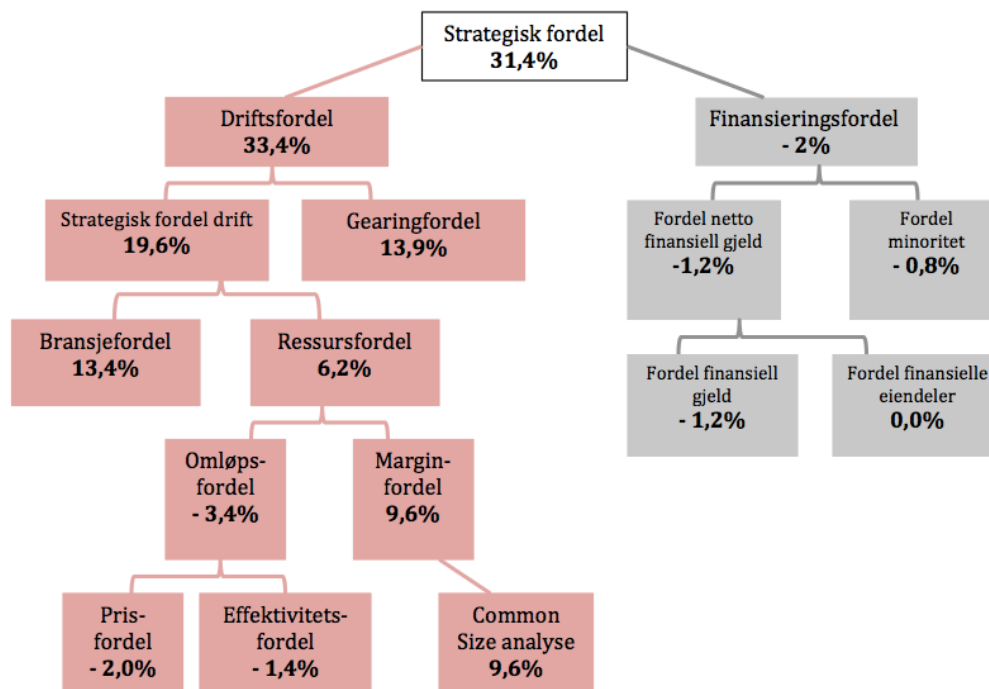 Strategisk fordel
31,4%
Driftsfordel
33,4%
Finansieringsfordel
- 2%
Strategisk fordel drift
19,6%
Gearingfordel
13,9%
Fordel netto
finansiell gjeld
-1,2%
Fordel
minoritet
- 0,8%
Bransjefordel
13,4%
Ressursfordel
6,2%
Fordel finansiell
gjeld
- 1,2%
Fordel finansielle
eiendeler
0,0%
Omløps-
fordel
- 3,4%
Margin-
fordel
9,6%
Pris-
fordel
- 2,0%
Effektivitets-
fordel
- 1,4%
Common
Size analyse
9,6%